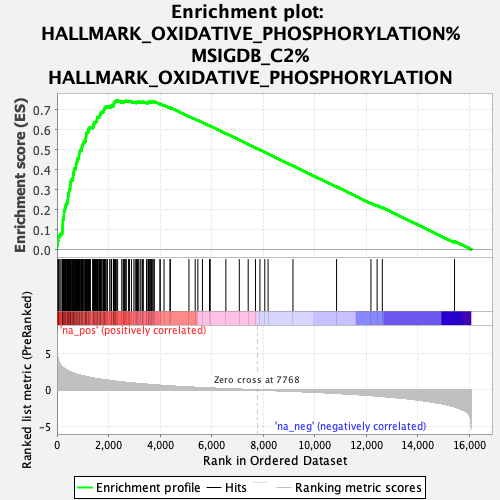 Enrichment plot:
HALLMARK_OXIDATIVE_PHOSPHORYLATION%
MSIGDB_C2%
HALLMARK_OXIDATIVE_PHOSPHORYLATION
Enrichment score (ES)
0.7
0.6
0.5
0.4
0.3
0.2
0.1
0.0
'na_pos' (positively correlated)
Ranked list metric (PreRanked)
5
0
-5
Zero cross at 7768
'na_neg' (negatively correlated)
0 2,000 4,000 6,000 8,000 10,000 12,000 14,000 16,000
Rank in Ordered Dataset
Enrichment profile Hits Ranking metric scores